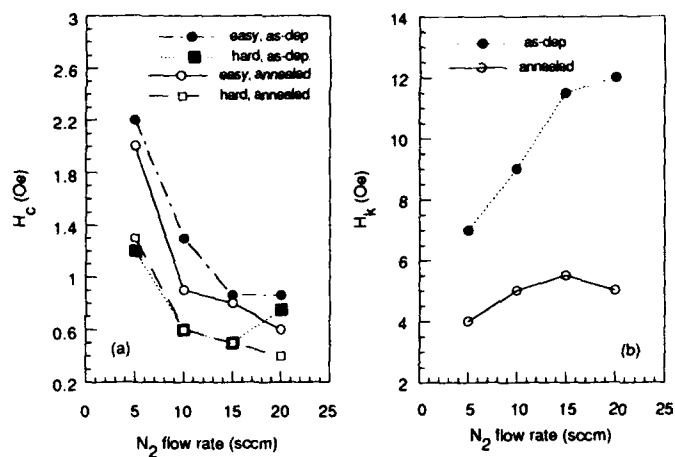 3
2.6
2.2
1.8
1.4
1
0.6
0.2
H_c (Oe)
easy, as-dep
hard, as-dep
easy, annealed
hard, annealed
(a)
0 5 10 15 20 25
N_2 flow rate (sccm)
14
12
10
8
6
4
2
H_k (Oe)
as-dep
annealed
(b)
0 5 10 15 20 25
N_2 flow rate (sccm)